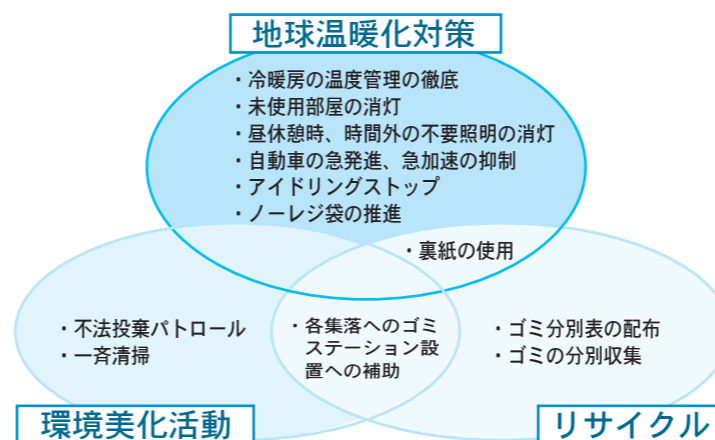 地球温暖化対策
・冷暖房の温度管理の徹底
・未使用部屋の消灯
・昼休憩時、時間外の不要照明の消灯
・自動車の急発進、急加速の抑制
・アイドリングストップ
・ノーレジ袋の推進
・裏紙の使用
・不法投棄パトロール
・一斉清掃
・各集落へのゴミ
ステーション設
置への補助
・ゴミ分別表の配布
・ゴミの分別収集
環境美化活動
リサイクル